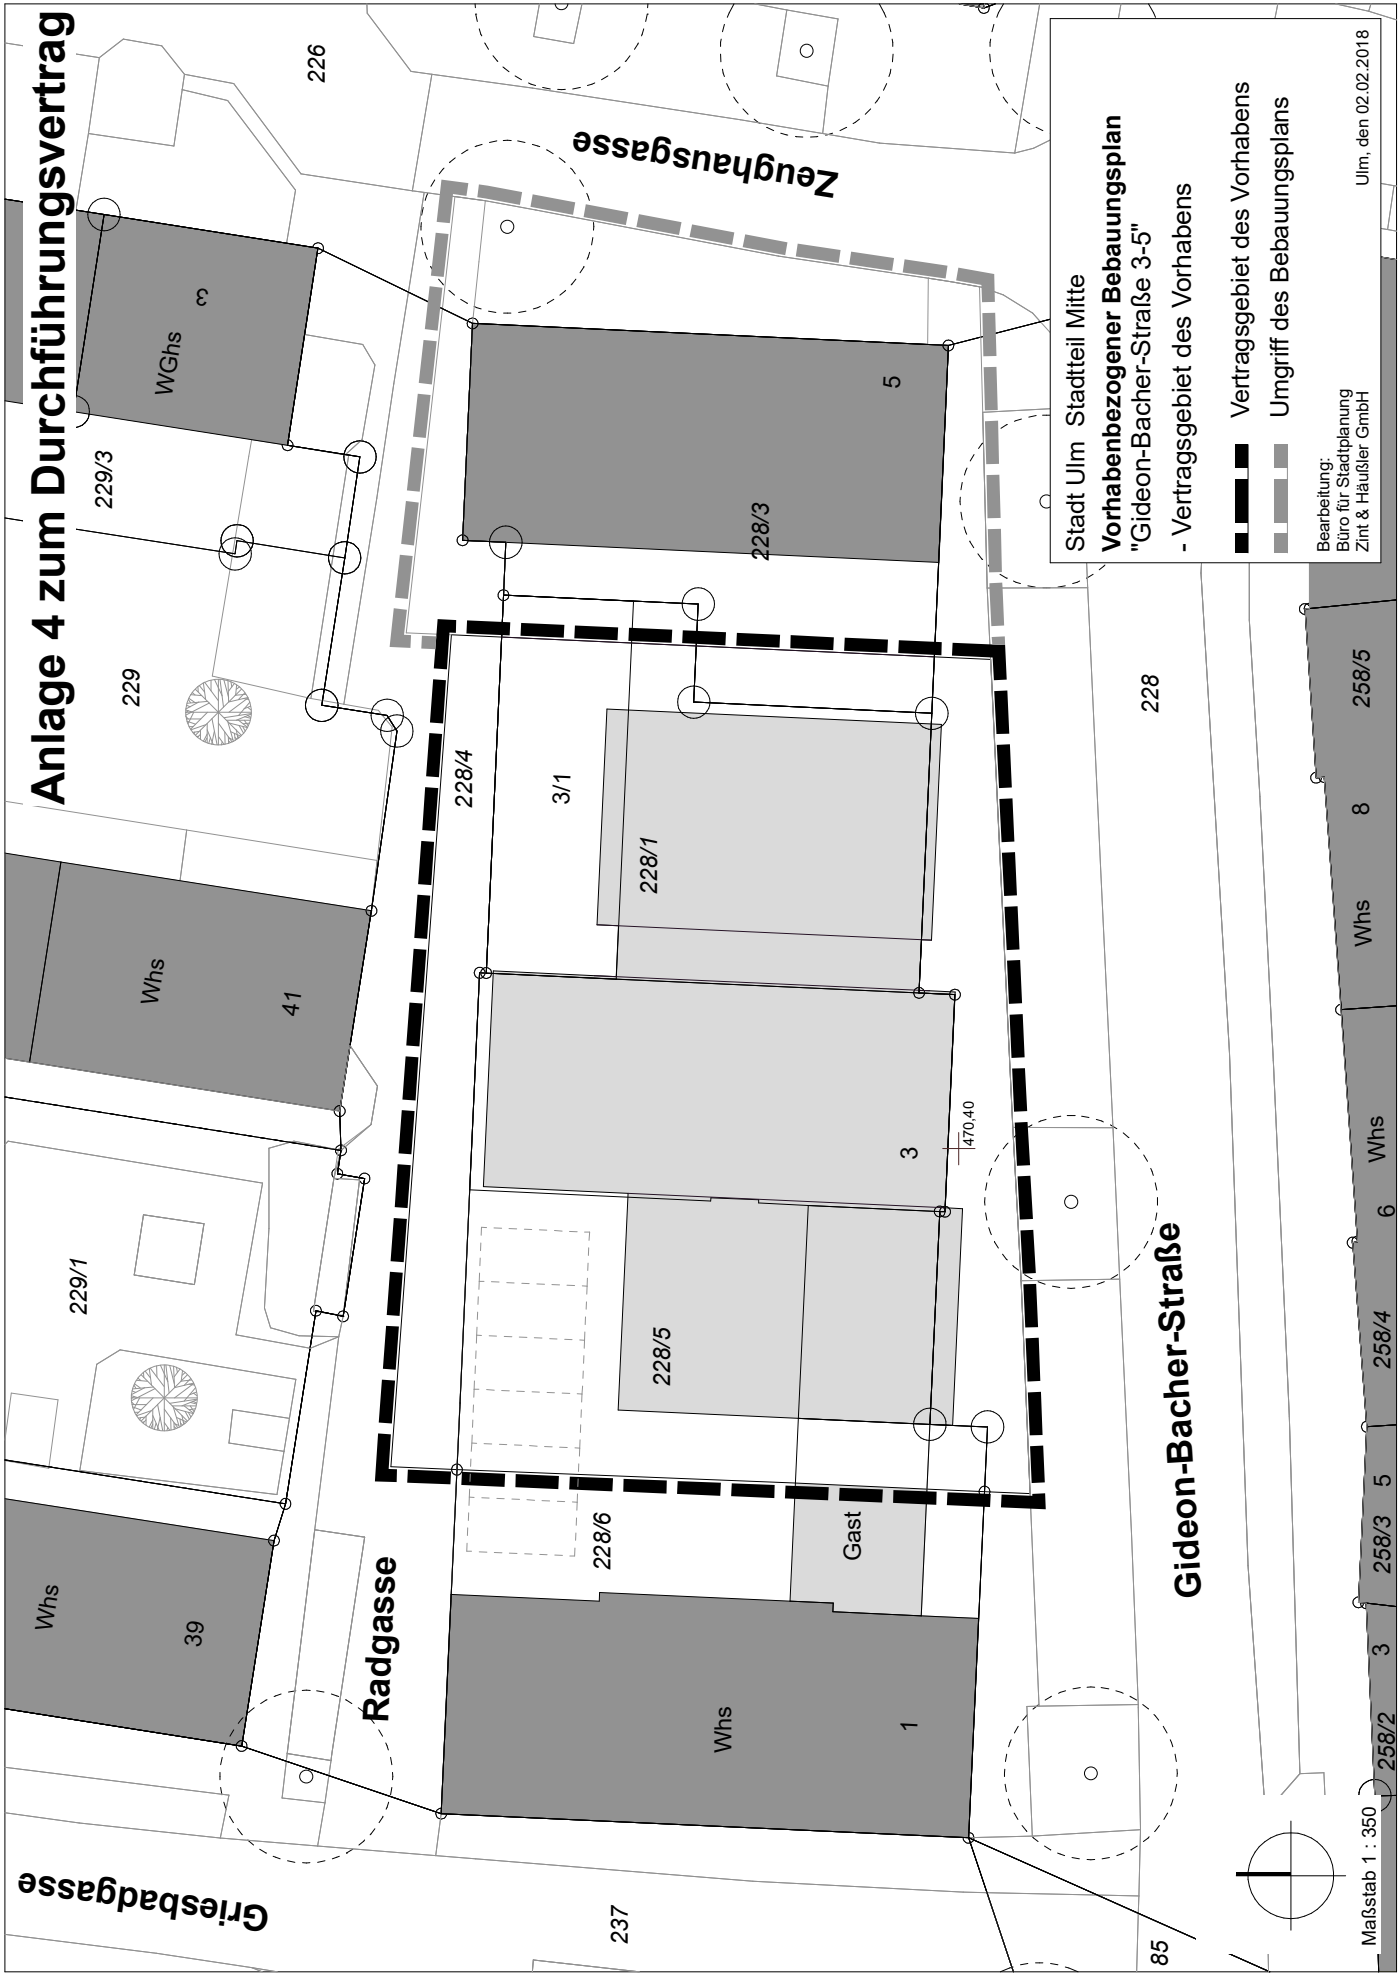 Anlage 4 zum Durchführungsvertrag
Griesbadgasse
Whs
39
229/1
Whs
41
229
229/3
WGhs
3
226
Radgasse
228/4
Zeughausgasse
237
Whs
1
228/6
Gast
228/5
3
470,40
228/1
3/1
228/3
5
85
Gideon-Bacher-Straße
228
258/2
3
258/3
5
258/4
6
Whs
Whs
8
258/5
Maßstab 1 : 350
Stadt Ulm Stadtteil Mitte
Vorhabenbezogener Bebauungsplan
"Gideon-Bacher-Straße 3-5"
- Vertragsgebiet des Vorhabens
Vertragsgebiet des Vorhabens
Umgriff des Bebauungsplans
Bearbeitung:
Büro für Stadtplanung
Zint & Häußler GmbH
Ulm, den 02.02.2018